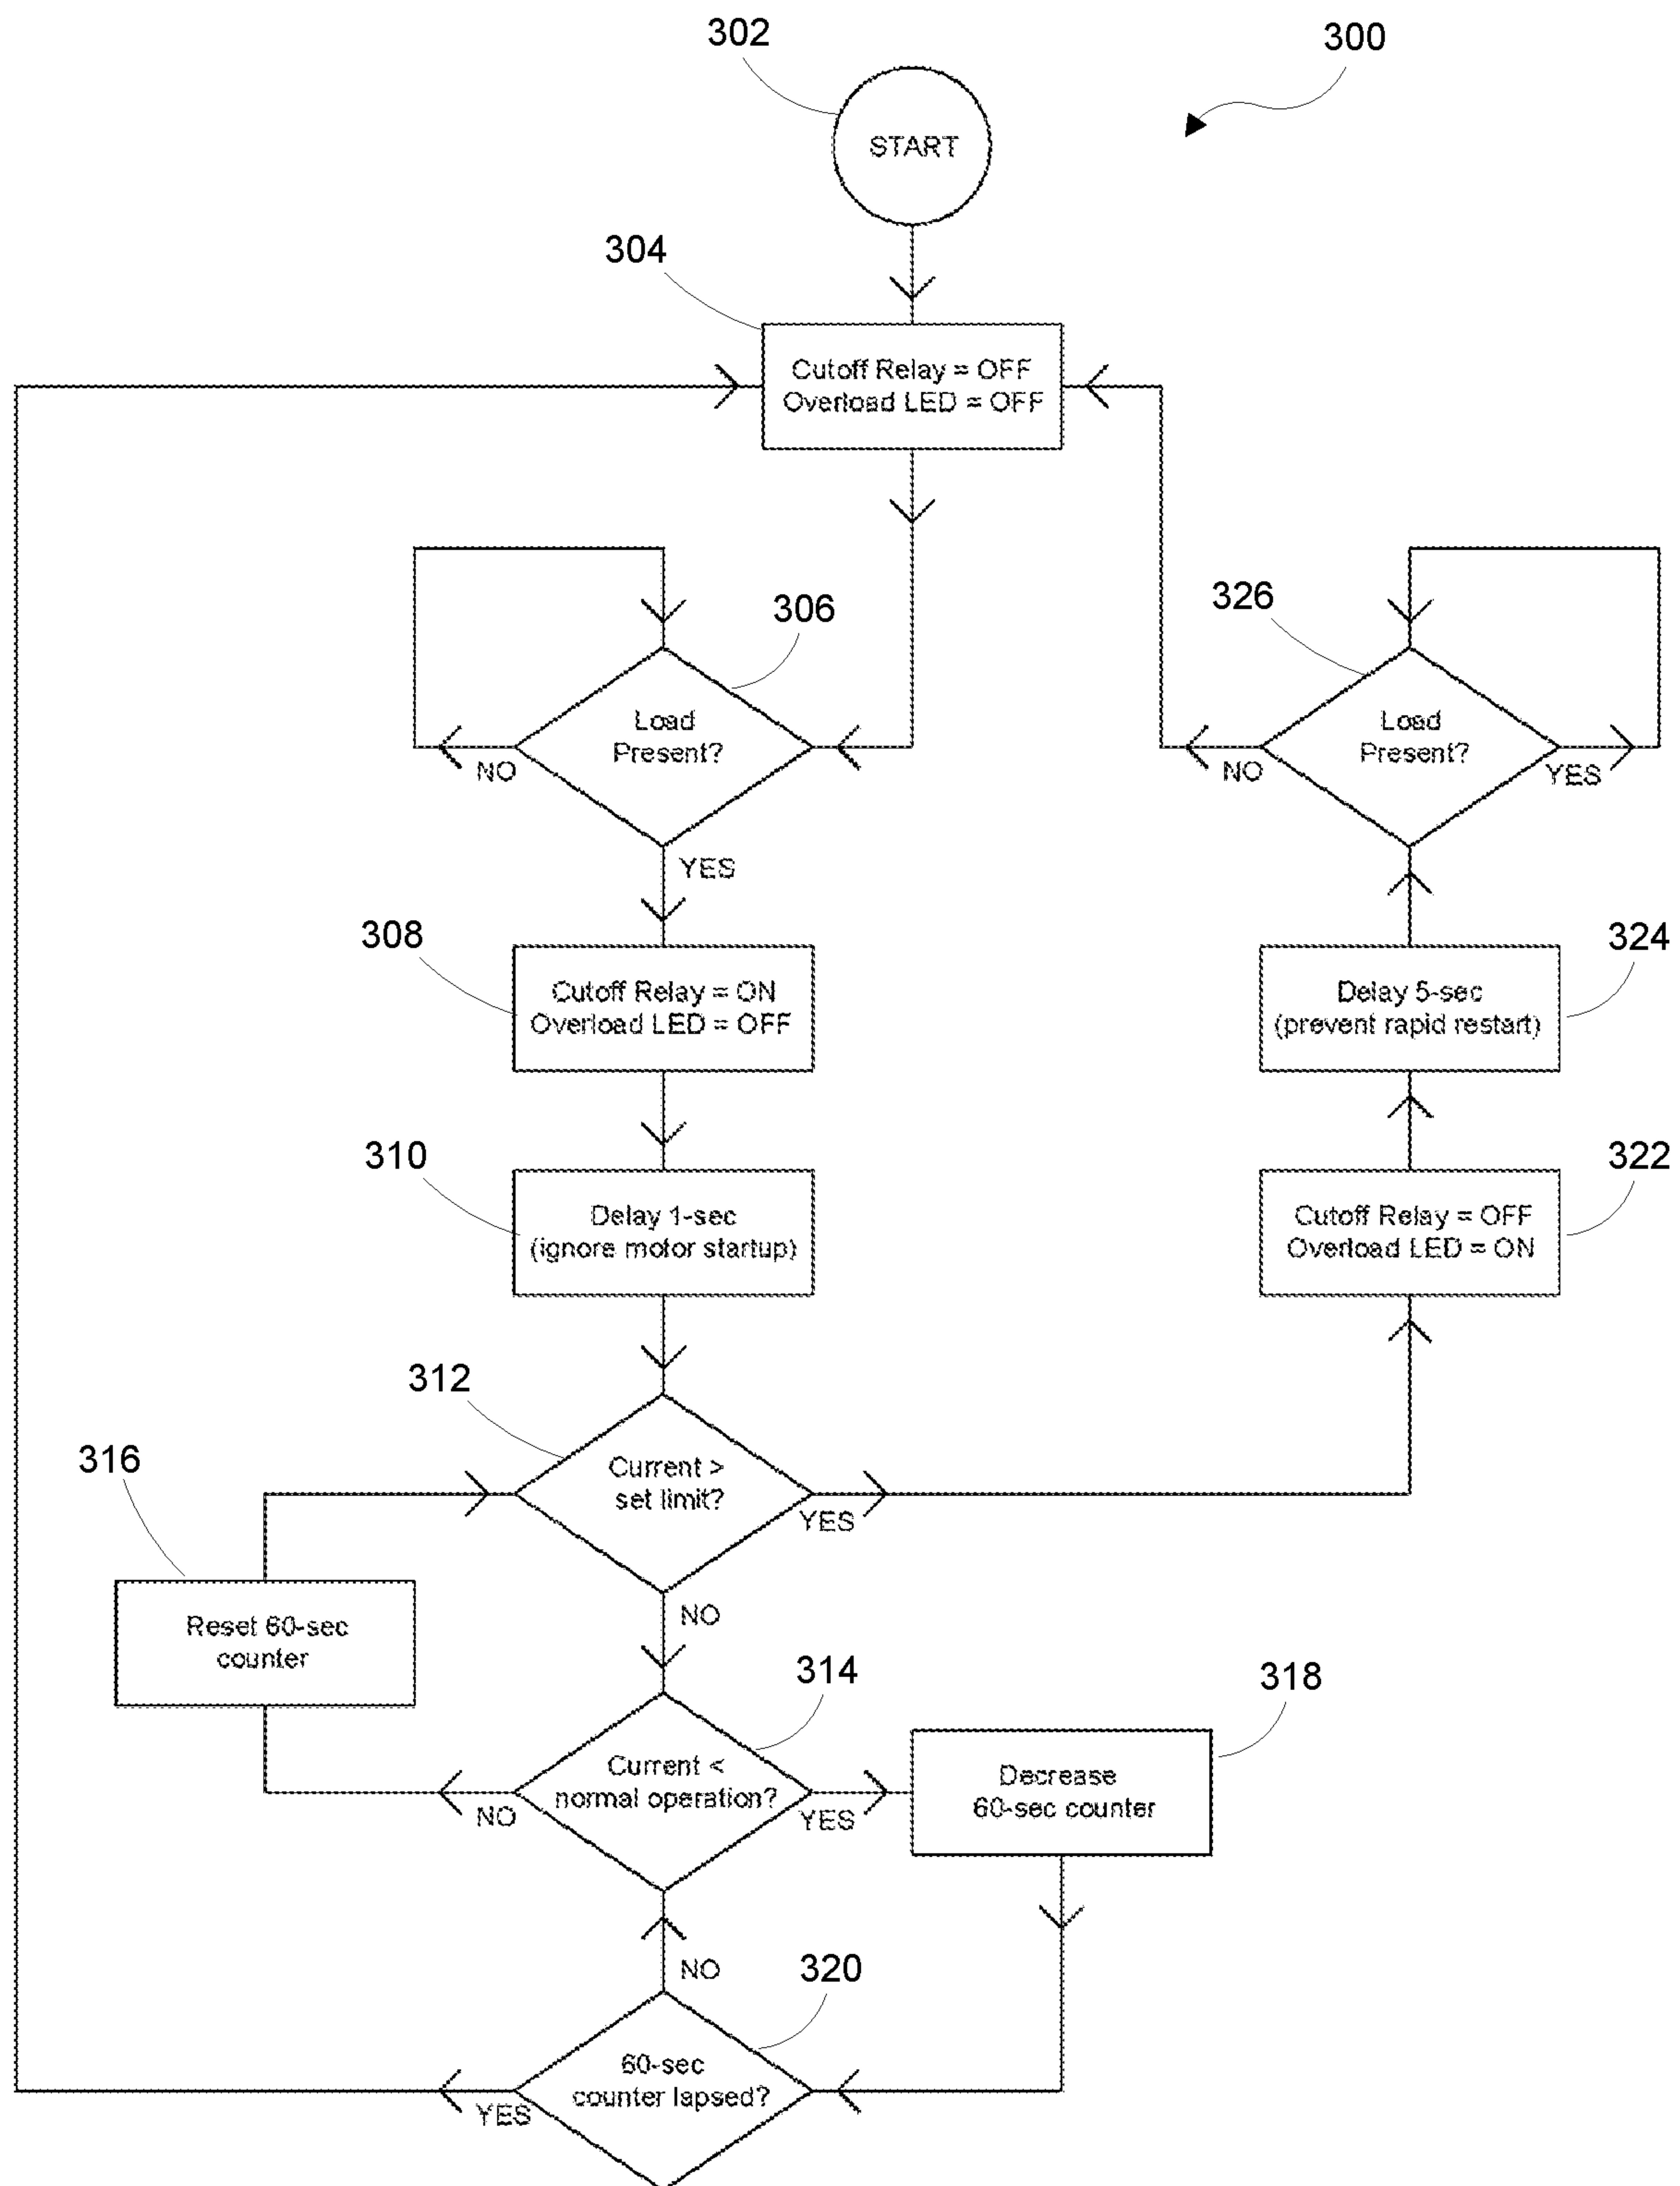 302
300
START
304
Cutoff Relay = OFF
Overload LED = OFF
306
Load
Present?
NO
YES
326
Load
Present?
NO
YES
308
Cutoff Relay = ON
Overload LED = OFF
324
Delay 5-sec
(prevent rapid restart)
310
Delay 1-sec
(ignore motor startup)
322
Cutoff Relay = OFF
Overload LED = ON
312
Current >
set limit?
YES
NO
316
Reset 60-sec
counter
314
Current <
normal operation?
NO
YES
318
Decrease
60-sec counter
NO
320
60-sec
counter lapsed?
YES